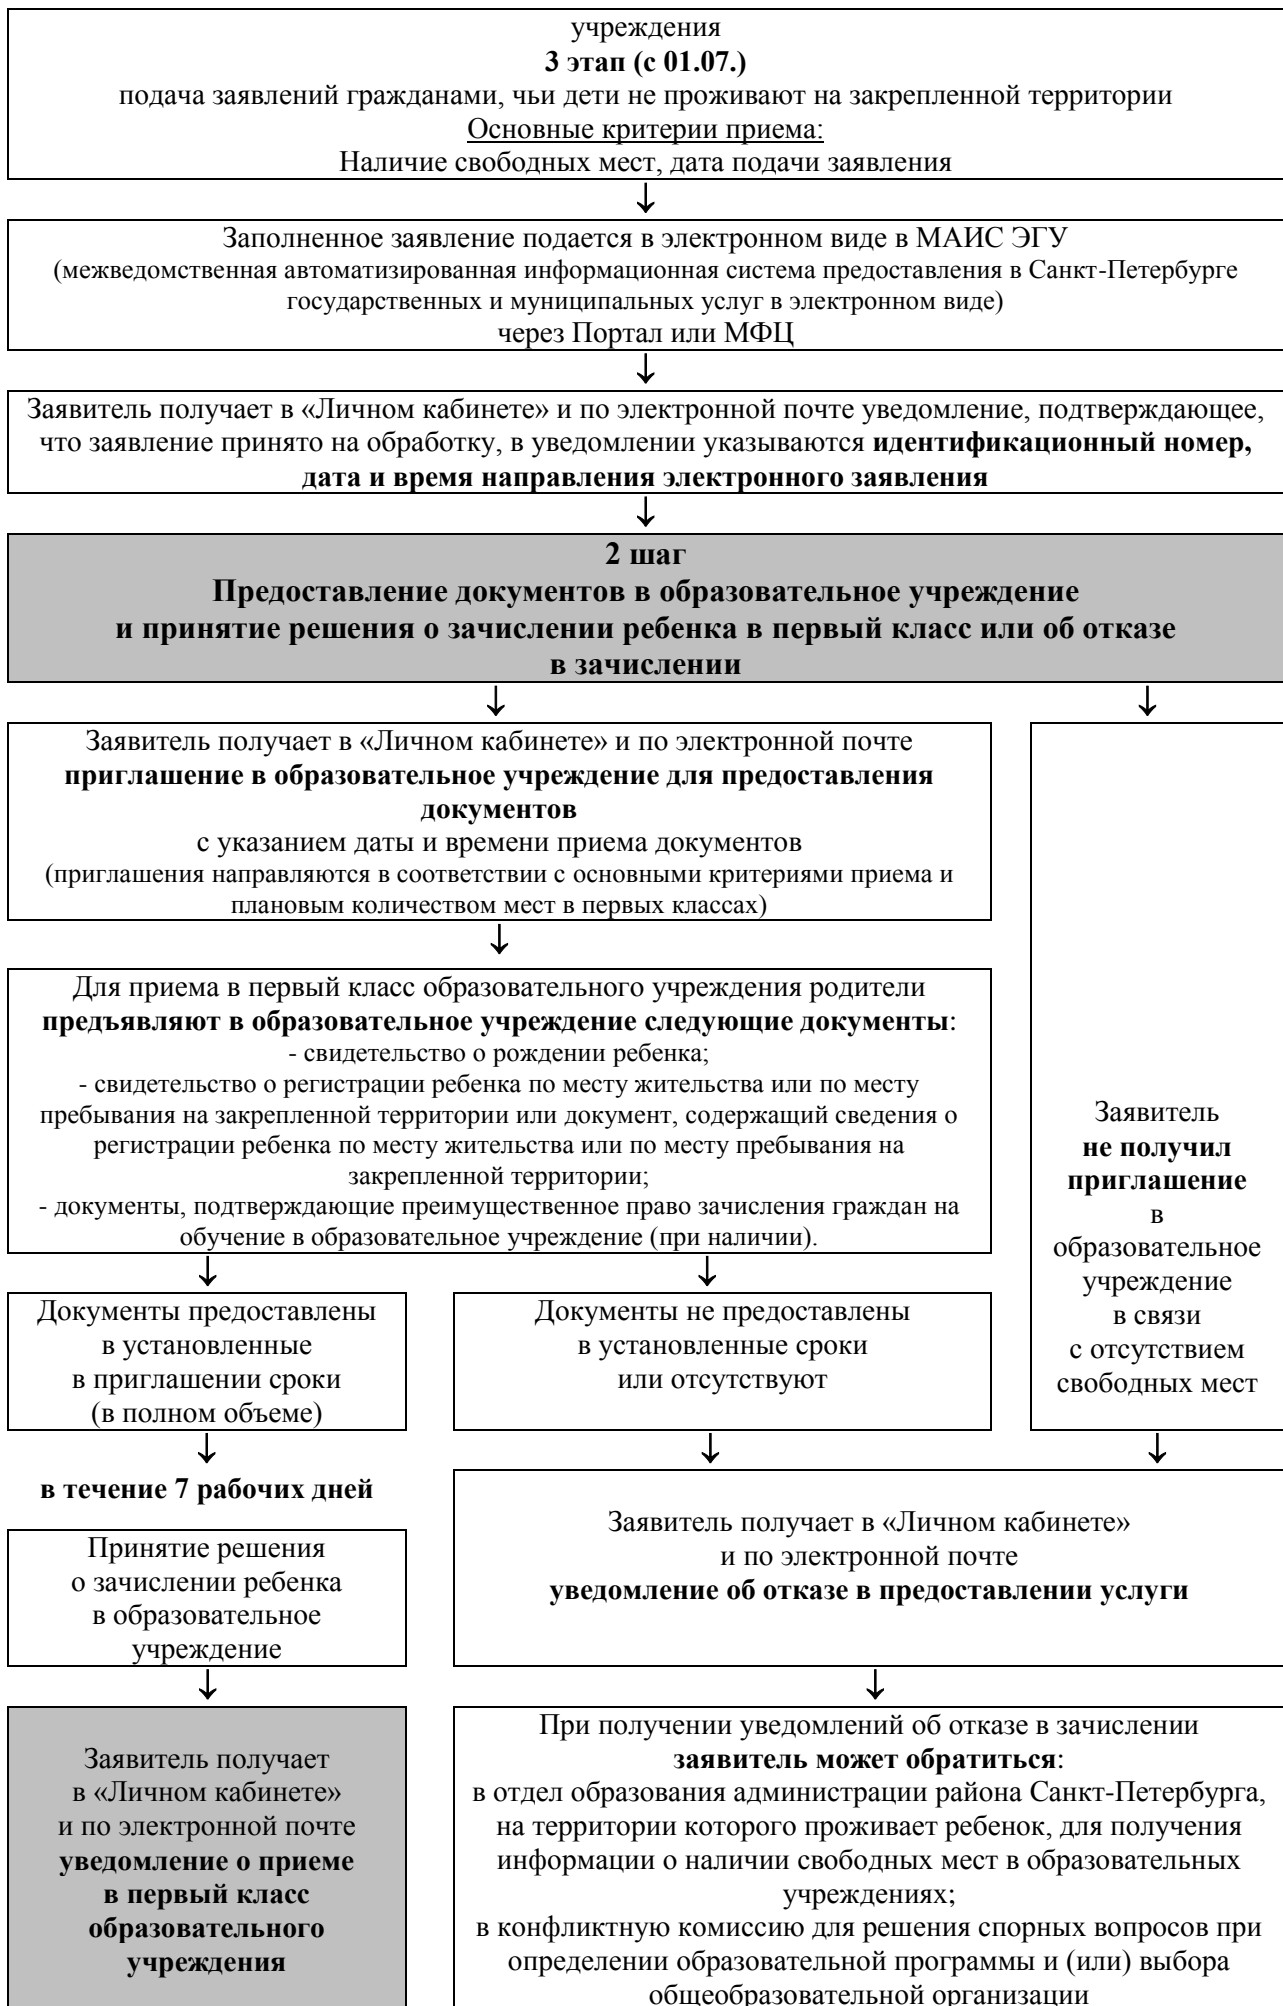 учреждения
3 этап (с 01.07.)
подача заявлений гражданами, чьи дети не проживают на закрепленной территории
Основные критерии приема:
Наличие свободных мест, дата подачи заявления
Заполненное заявление подается в электронном виде в МАИС ЭГУ
(межведомственная автоматизированная информационная система предоставления в Санкт-Петербурге
государственных и муниципальных услуг в электронном виде)
через Портал или МФЦ
Заявитель получает в «Личном кабинете» и по электронной почте уведомление, подтверждающее,
что заявление принято на обработку, в уведомлении указываются идентификационный номер,
дата и время направления электронного заявления
2 шаг
Предоставление документов в образовательное учреждение
и принятие решения о зачислении ребенка в первый класс или об отказе
в зачислении
Заявитель получает в «Личном кабинете» и по электронной почте
приглашение в образовательное учреждение для предоставления
документов
с указанием даты и времени приема документов
(приглашения направляются в соответствии с основными критериями приема и
плановым количеством мест в первых классах)
Для приема в первый класс образовательного учреждения родители
предъявляют в образовательное учреждение следующие документы:
- свидетельство о рождении ребенка;
- свидетельство о регистрации ребенка по месту жительства или по месту
пребывания на закрепленной территории или документ, содержащий сведения о
регистрации ребенка по месту жительства или по месту пребывания на
закрепленной территории;
- документы, подтверждающие преимущественное право зачисления граждан на
обучение в образовательное учреждение (при наличии).
Заявитель
не получил
приглашение
в
образовательное
учреждение
в связи
с отсутствием
свободных мест
Документы предоставлены
в установленные
в приглашении сроки
(в полном объеме)
Документы не предоставлены
в установленные сроки
или отсутствуют
в течение 7 рабочих дней
Принятие решения
о зачислении ребенка
в образовательное
учреждение
Заявитель получает в «Личном кабинете»
и по электронной почте
уведомление об отказе в предоставлении услуги
Заявитель получает
в «Личном кабинете»
и по электронной почте
уведомление о приеме
в первый класс
образовательного
учреждения
При получении уведомлений об отказе в зачислении
заявитель может обратиться:
в отдел образования администрации района Санкт-Петербурга,
на территории которого проживает ребенок, для получения
информации о наличии свободных мест в образовательных
учреждениях;
в конфликтную комиссию для решения спорных вопросов при
определении образовательной программы и (или) выбора
общеобразовательной организации